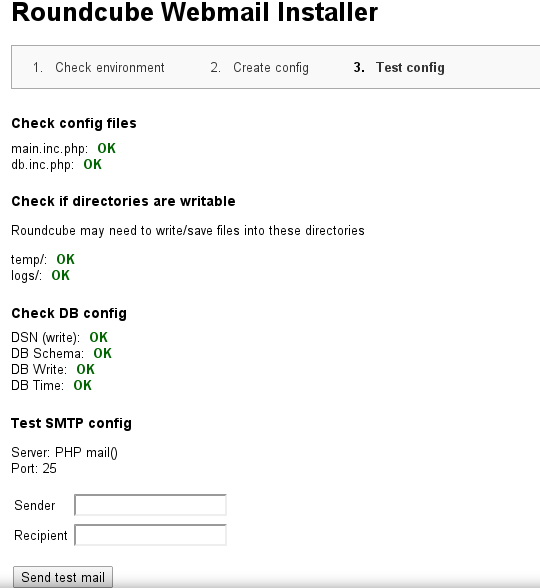 Roundcube Webmail Installer
1. Check environment 2. Create config 3. Test config
Check config files
main.inc.php: OK
db.inc.php: OK
Check if directories are writable
Roundcube may need to write/save files into these directories
temp/: OK
logs/: OK
Check DB config
DSN (write): OK
DB Schema: OK
DB Write: OK
DB Time: OK
Test SMTP config
Server: PHP mail()
Port: 25
Sender
Recipient
Send test mail